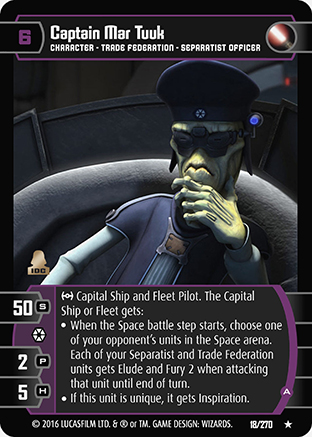 6 Captain Mar Tuuk
CHARACTER - TRADE FEDERATION - SEPARATIST OFFICER
IDC
50 S
2 P
5 H
Capital Ship and Fleet Pilot. The Capital
Ship or Fleet gets:
• When the Space battle step starts, choose one
of your opponent's units in the Space arena.
Each of your Separatist and Trade Federation
units gets Elude and Fury 2 when attacking
that unit until end of turn.
• If this unit is unique, it gets Inspiration.
A
© 2016 LUCASFILM LTD. & ® or TM. GAME DESIGN: WIZARDS. 18/270 ★